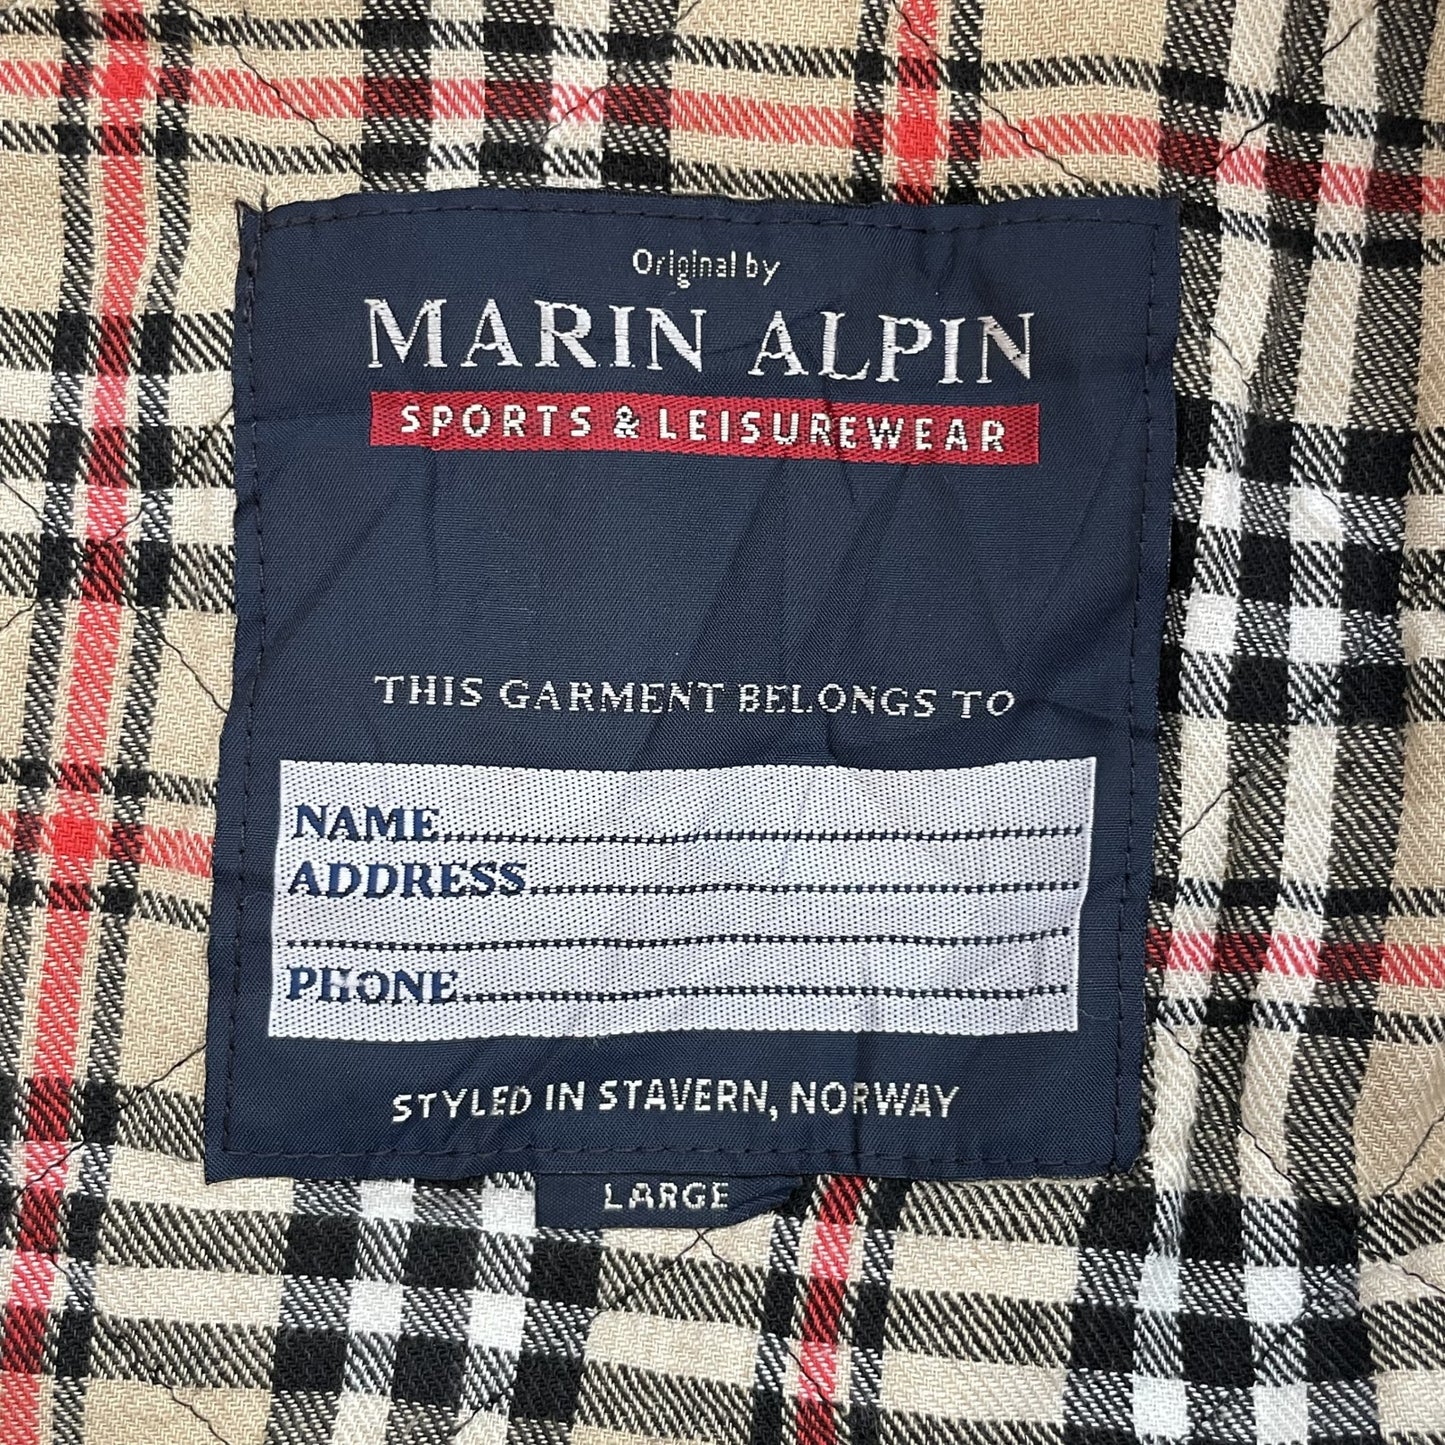 Original by
MARIN ALPIN
SPORTS & LEISUREWEAR
THIS GARMENT BELONGS TO
NAME
ADDRESS
PHONE
STYLED IN STAVERN, NORWAY
LARGE